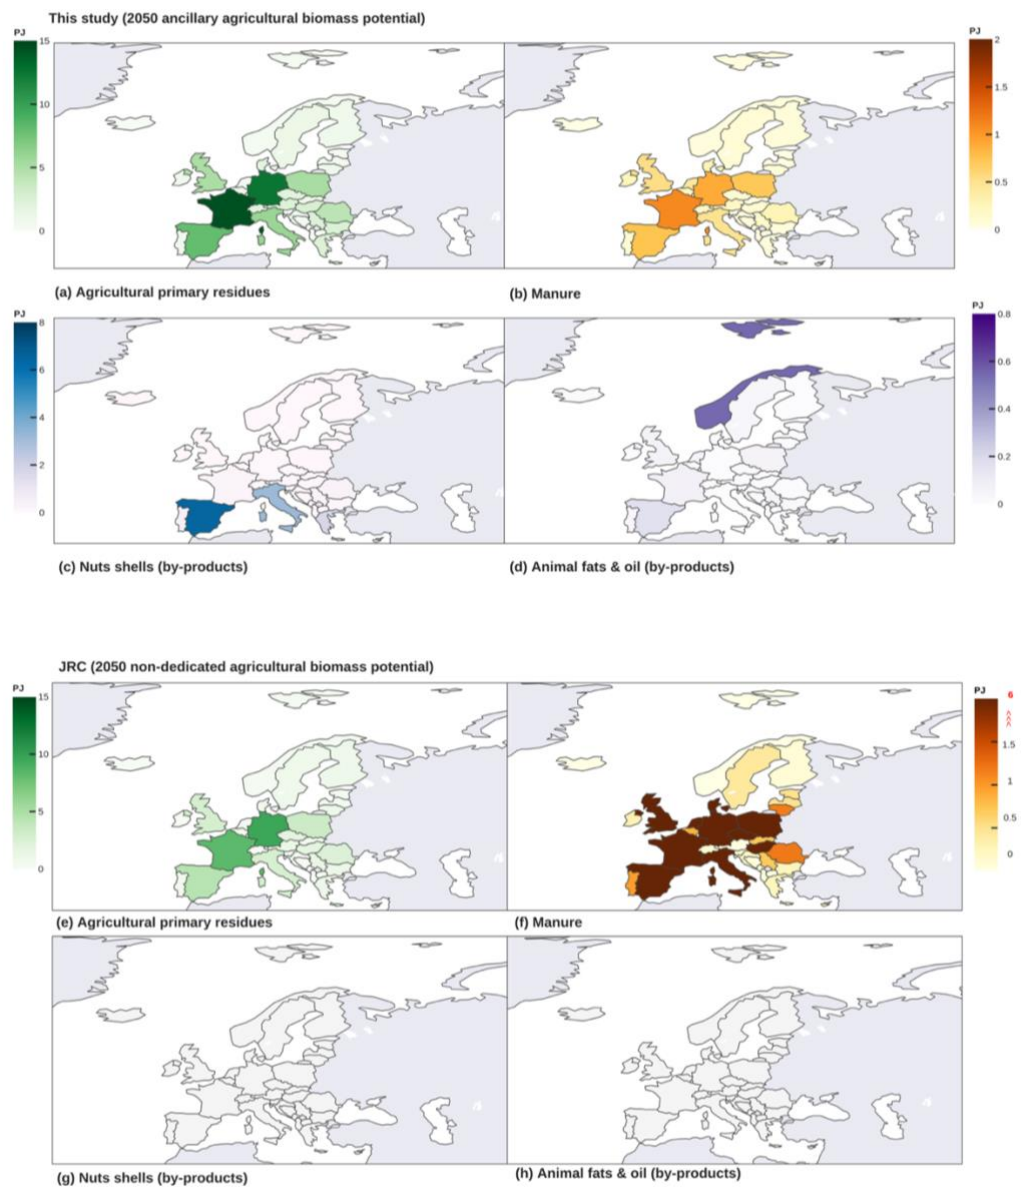 This study (2050 ancillary agricultural biomass potential)
PJ
15
10
5
0
PJ
2
1.5
1
0.5
0
(a) Agricultural primary residues
(b) Manure
PJ
8
6
4
2
0
PJ
0.8
0.6
0.4
0.2
0
(c) Nuts shells (by-products)
(d) Animal fats & oil (by-products)
JRC (2050 non-dedicated agricultural biomass potential)
PJ
15
10
5
0
PJ
6
<<<
1.5
1
0.5
0
(e) Agricultural primary residues
(f) Manure
(g) Nuts shells (by-products)
(h) Animal fats & oil (by-products)